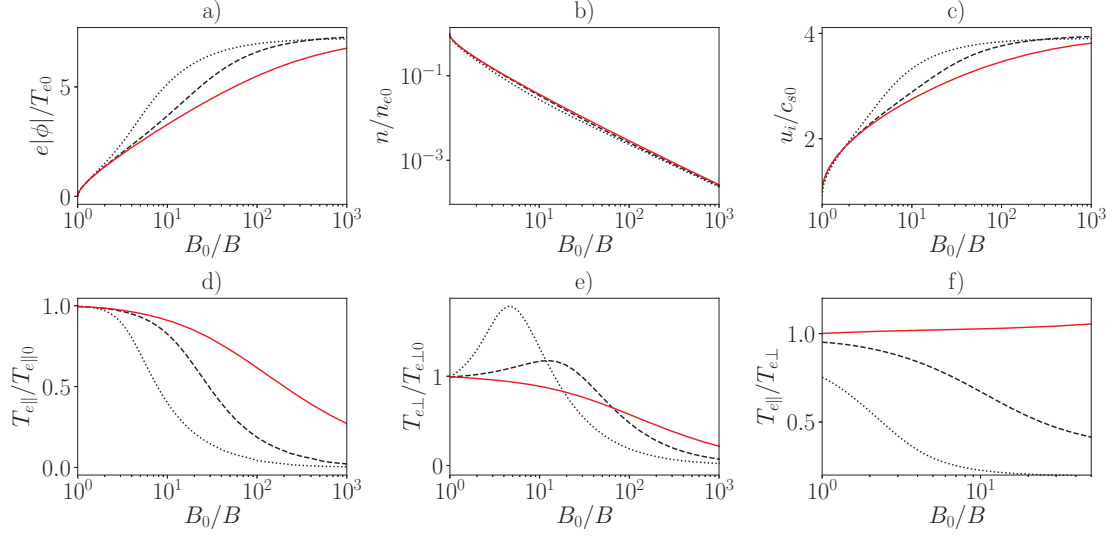 a)
b)
c)
e|ϕ|/T_{e0}
5
0
10^0
10^1
10^2
10^3
B_0/B
n/n_{e0}
10^{-1}
10^{-3}
10^1
10^2
10^3
B_0/B
u_i/c_{s0}
4
2
10^0
10^1
10^2
10^3
B_0/B
d)
e)
f)
T_{e∥}/T_{e∥0}
1.0
0.5
0.0
10^0
10^1
10^2
10^3
B_0/B
T_{e⊥}/T_{e⊥0}
1
0
10^0
10^1
10^2
10^3
B_0/B
T_{e∥}/T_{e⊥}
1.0
0.5
10^0
10^1
B_0/B